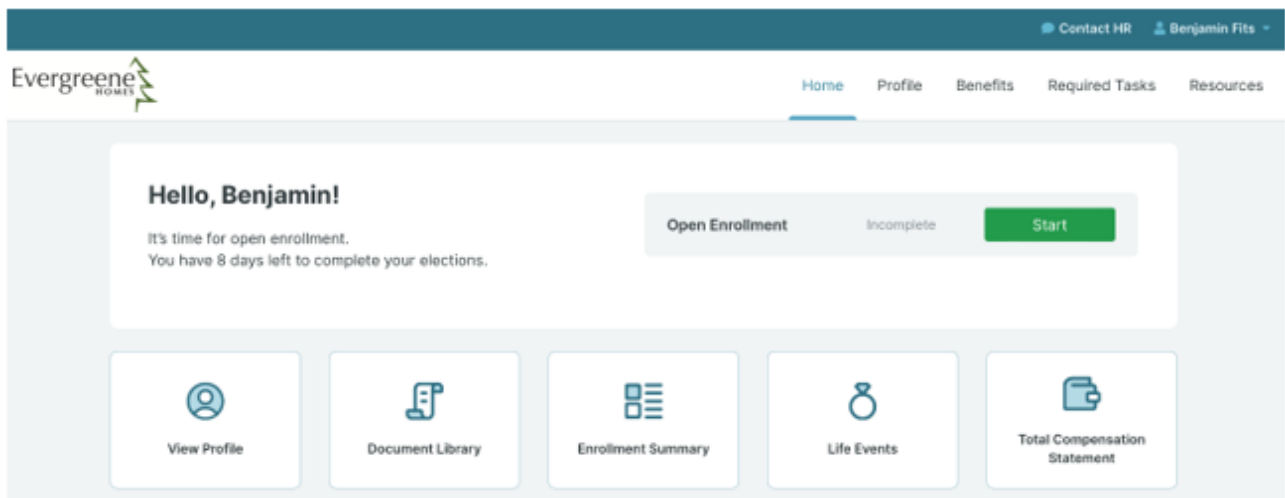 Contact HR
Benjamin Fits
Evergreene
HOMES
Home
Profile
Benefits
Required Tasks
Resources
Hello, Benjamin!
It's time for open enrollment.
You have 8 days left to complete your elections.
Open Enrollment
Incomplete
Start
View Profile
Document Library
Enrollment Summary
Life Events
Total Compensation
Statement